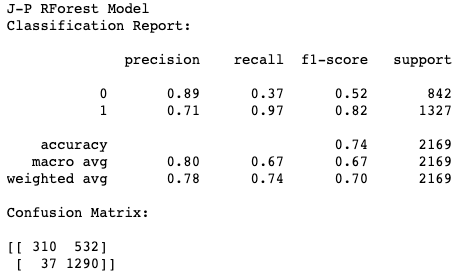 J-P RForest Model
Classification Report:
precision recall f1-score support
0 0.89 0.37 0.52 842
1 0.71 0.97 0.82 1327
accuracy 0.74 2169
macro avg 0.80 0.67 0.67 2169
weighted avg 0.78 0.74 0.70 2169
Confusion Matrix:
[[ 310 532]
[ 37 1290]]